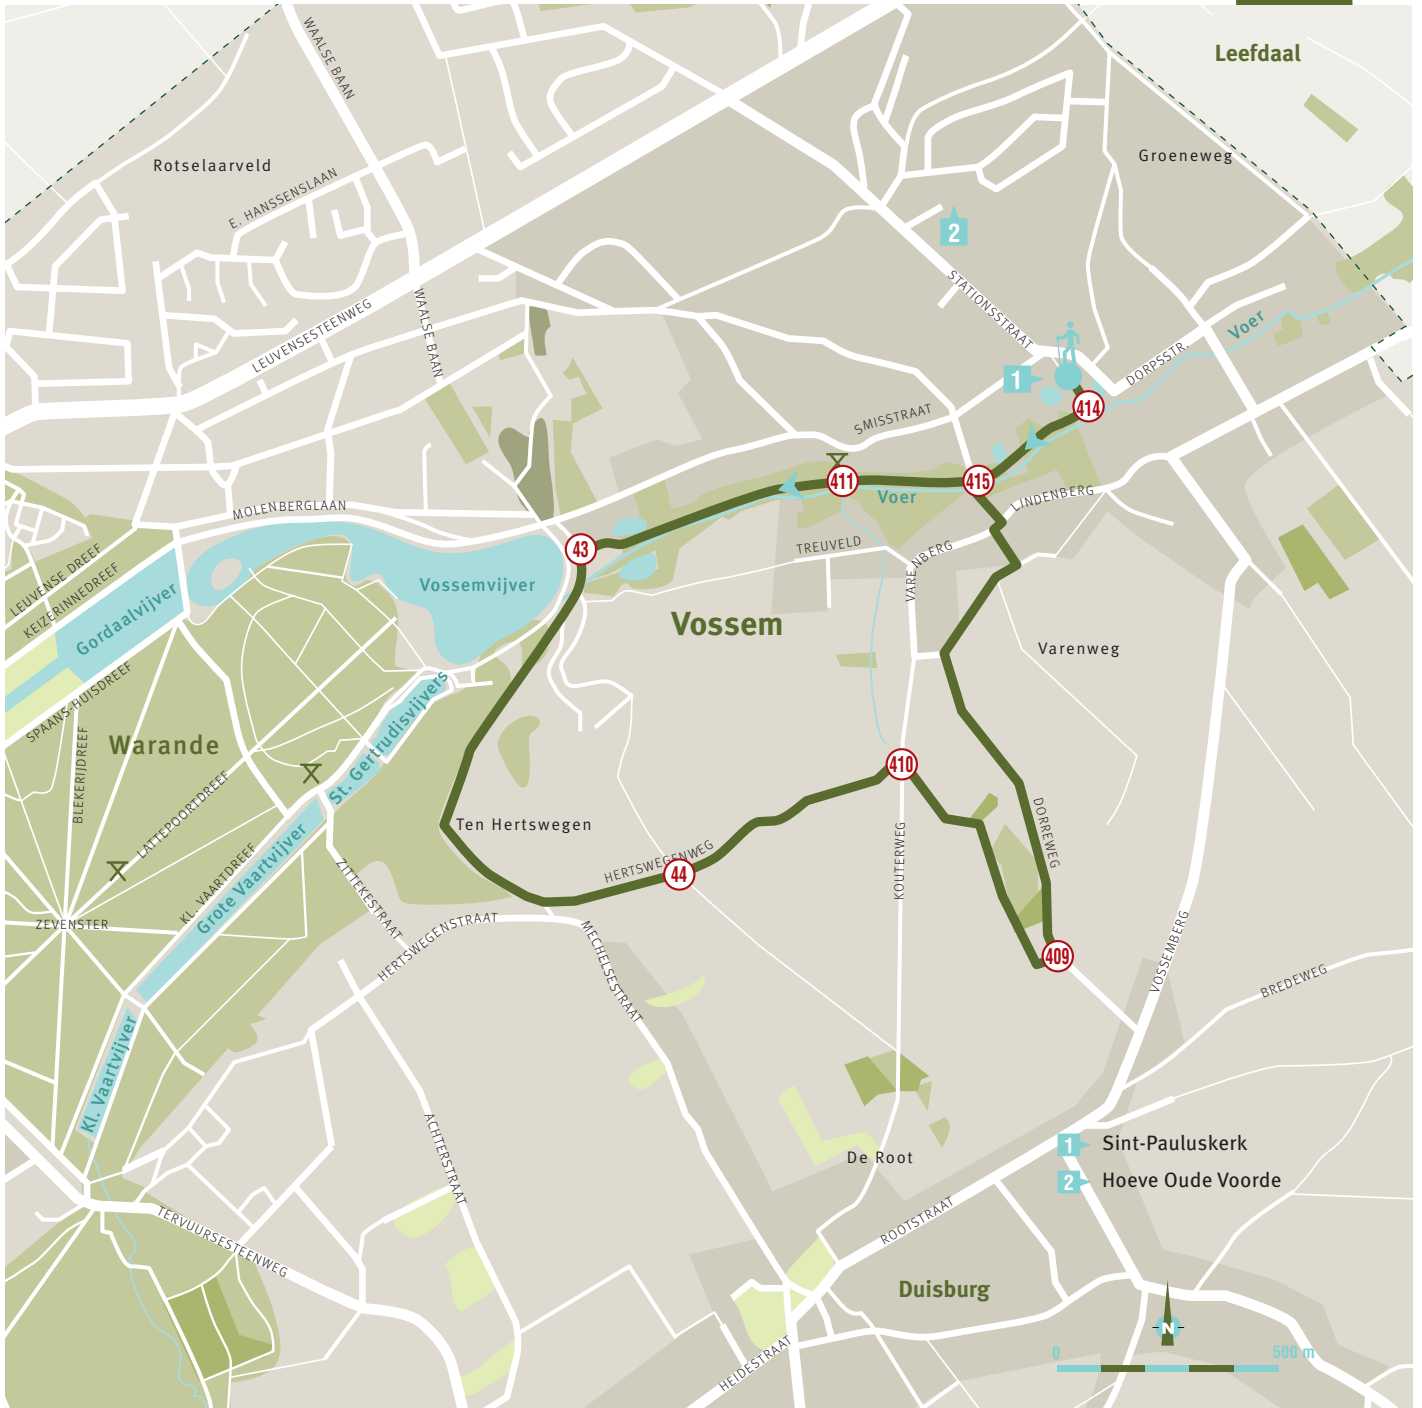 Leefdaal
WAALSE BAAN
Rotselaarveld
Groeneweg
E. HANSSENSLAAN
2
STATIONSSTRAAT
WAALSE BAAN
LEUVENSESTEENWEG
Voer
DORPSSTR.
1
414
SMISSTRAAT
411
415
Voer
LINDENBERG
MOLENBERGLAAN
43
TREUVELD
VARENBERG
LEUVENSE DREEF
KEIZERINNEDREEF
Gordaalvijver
Vossemvijver
Vossem
Varenweg
SPAANS-HUISDREEF
St. Gertrudisvijvers
Warande
BLEKERIJDREEF
410
LATTEPOORTDREEF
Ten Hertswegen
DORREWEG
HERTSWEGENWEG
44
KOUTERWEG
KL. VAARTDREEF
Grote Vaartvijver
ZITTEKESTRAAT
ZEVENSTER
HERTSWEGENSTRAAT
MECHELSESTRAAT
409
VOSSEMBERG
BREDEWEG
Kl. Vaartvijver
ACHTERSTRAAT
De Root
1 Sint-Pauluskerk
2 Hoeve Oude Voorde
TERVUURSESTEENWEG
ROOTSTRAAT
Duisburg
N
HEIDESTRAAT
0 500 m